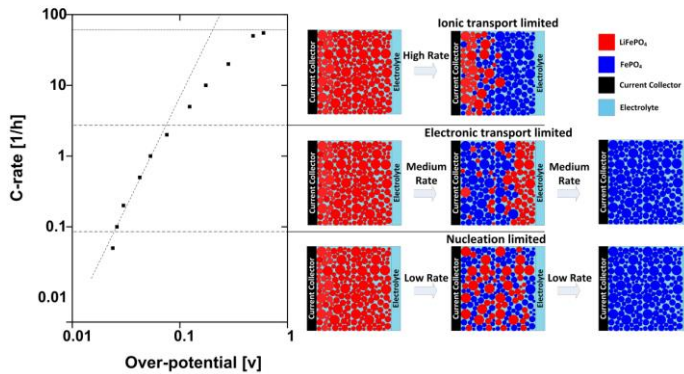 100
10
1
0.1
0.01
0.01
0.1
1
C-rate [1/h]
Over-potential [v]
Ionic transport limited
Current Collector
High Rate
Electrolyte
Current Collector
Electrolyte
Electronic transport limited
Current Collector
Medium
Rate
Electrolyte
Current Collector
Electrolyte
Medium
Rate
Current Collector
Electrolyte
Nucleation limited
Current Collector
Low Rate
Electrolyte
Current Collector
Electrolyte
Low Rate
Current Collector
Electrolyte
LiFePO₄
FePO₄
Current Collector
Electrolyte